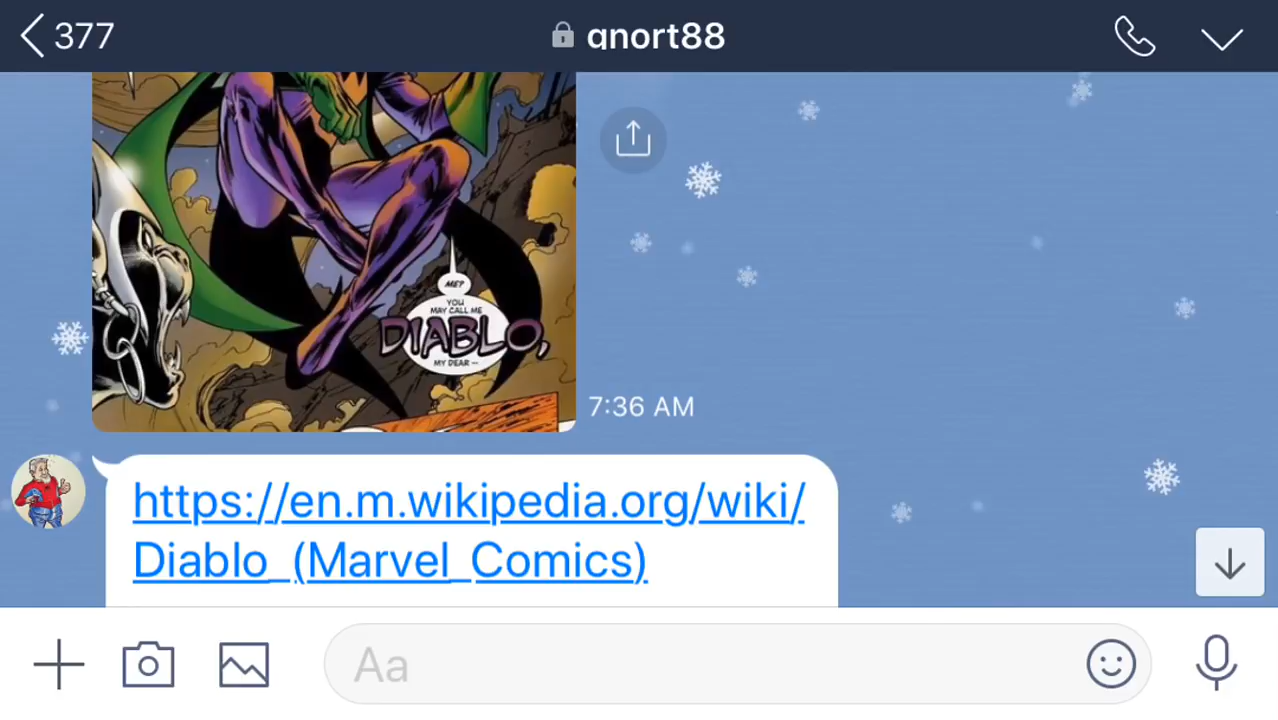 377
qnort88
ME?
YOU
MAY CALL ME
DIABLO,
MY DEAR —
7:36 AM
https://en.m.wikipedia.org/wiki/
Diablo_(Marvel_Comics)
Aa